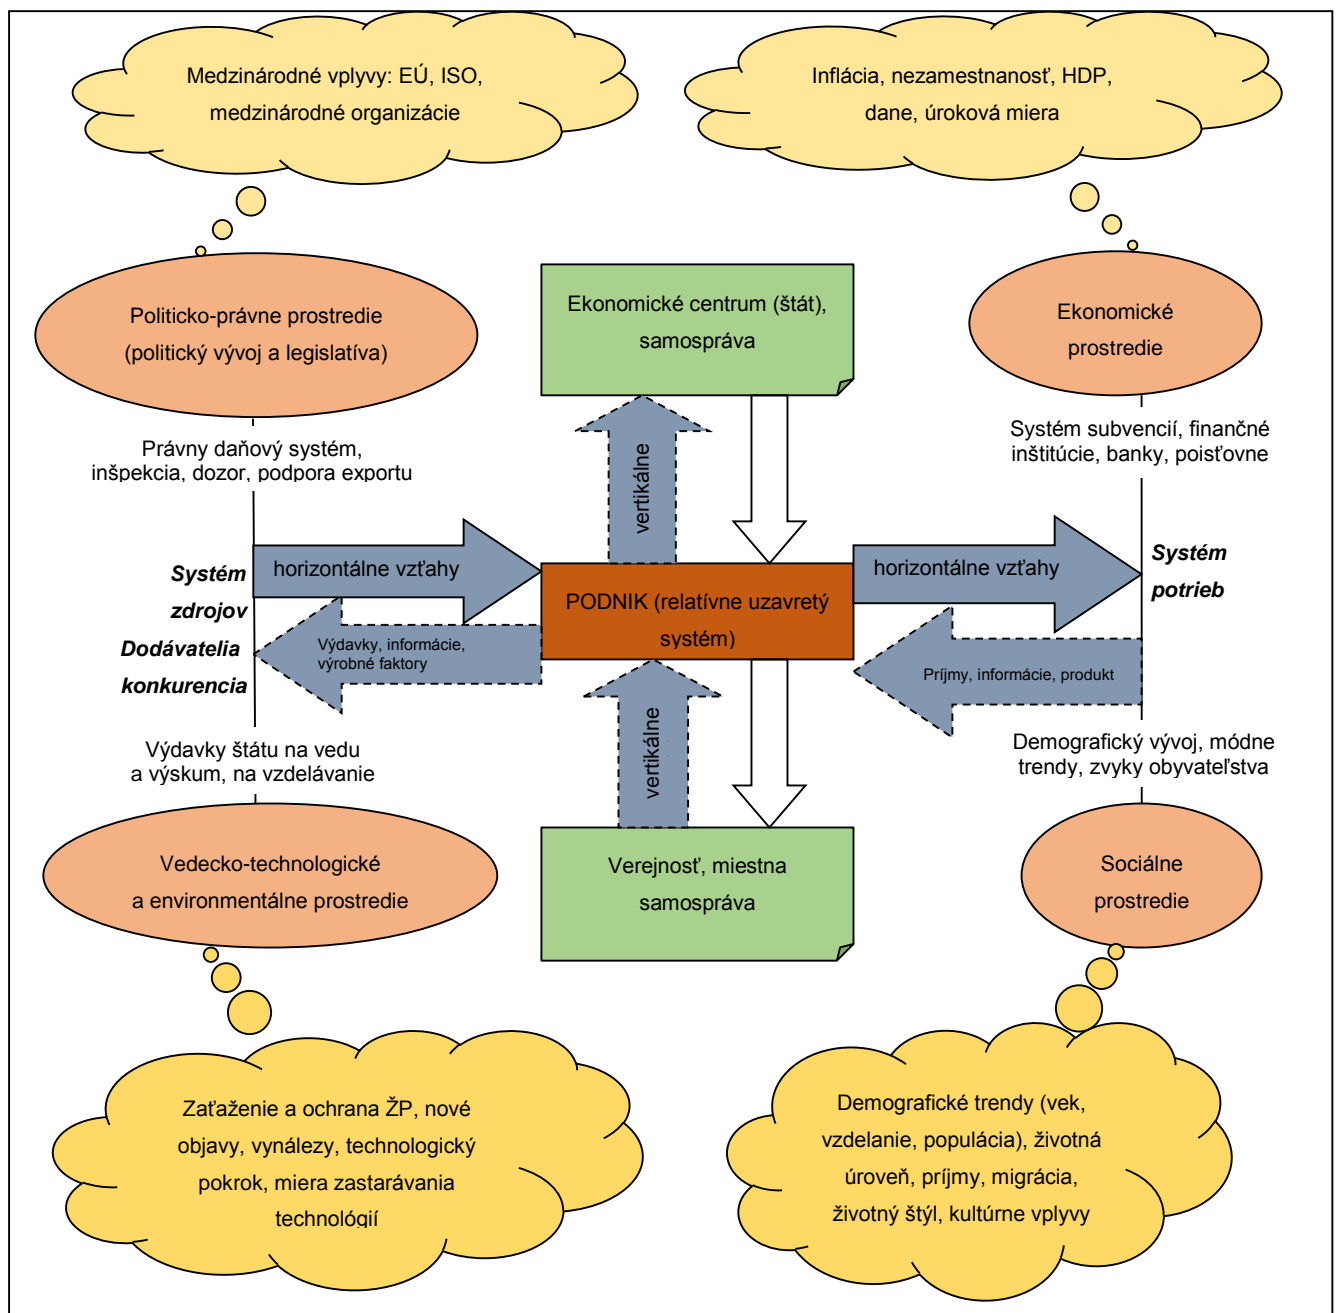 Medzinárodné vplyvy: EÚ, ISO,
medzinárodné organizácie
Inflácia, nezamestnanosť, HDP,
dane, úroková miera
Politicko-právne prostredie
(politický vývoj a legislatíva)
Ekonomické centrum (štát),
samospráva
Ekonomické
prostredie
Právny daňový systém,
inšpekcia, dozor, podpora exportu
vertikálne
Systém subvencií, finančné
inštitúcie, banky, poisťovne
horizontálne vzťahy
Systém
zdrojov
Dodávatelia
konkurencia
PODNIK (relatívne uzavretý
systém)
horizontálne vzťahy
Systém
potrieb
Výdavky, informácie,
výrobné faktory
Príjmy, informácie, produkt
Výdavky štátu na vedu
a výskum, na vzdelávanie
vertikálne
Demografický vývoj, módne
trendy, zvyky obyvateľstva
Vedecko-technologické
a environmentálne prostredie
Verejnosť, miestna
samospráva
Sociálne
prostredie
Zaťaženie a ochrana ŽP, nové
objavy, vynálezy, technologický
pokrok, miera zastarávania
technológií
Demografické trendy (vek,
vzdelanie, populácia), životná
úroveň, príjmy, migrácia,
životný štýl, kultúrne vplyvy